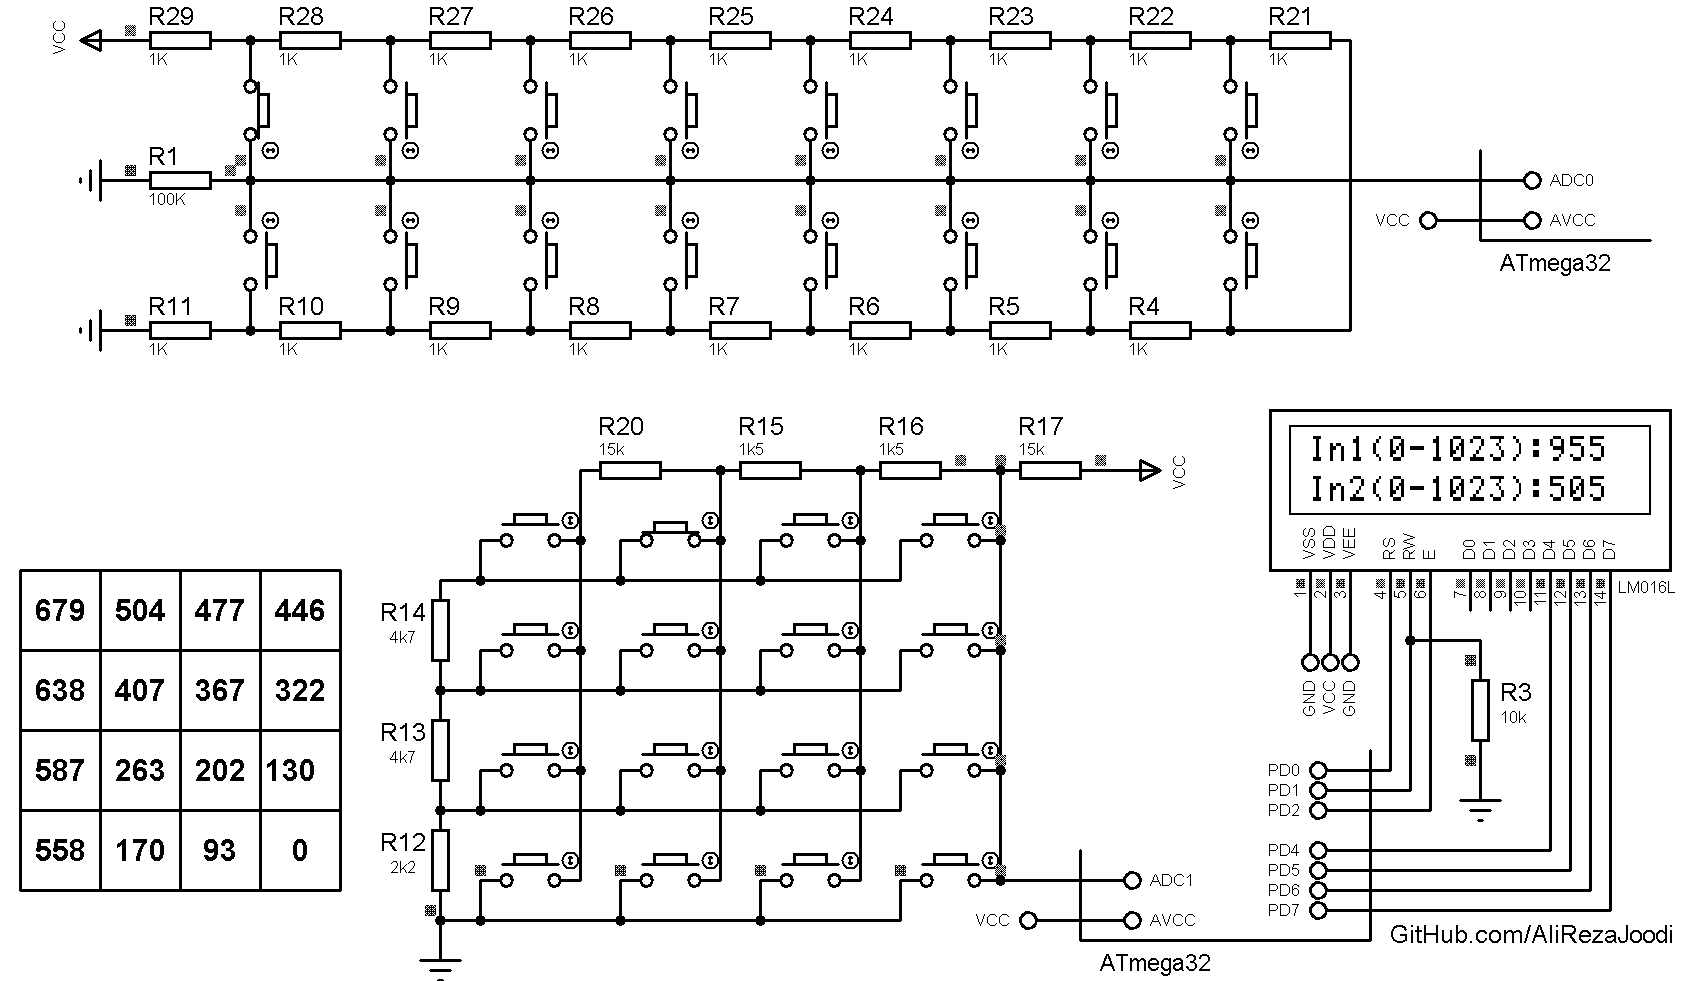 VCC
R29 R28 R27 R26 R25 R24 R23 R22 R21
1K 1K 1K 1K 1K 1K 1K 1K 1K
R1
100K
ADC0
VCC AVCC
ATmega32
R11 R10 R9 R8 R7 R6 R5 R4
1K 1K 1K 1K 1K 1K 1K 1K
R20 R15 R16 R17
15k 1k5 1k5 15k
VCC
In1(0-1023):955
In2(0-1023):505
VSS VDD VEE RS RW E D0 D1 D2 D3 D4 D5 D6 D7
1 2 3 4 5 6 7 8 9 10 11 12 13 14
LM016L
679 504 477 446
638 407 367 322
587 263 202 130
558 170 93 0
R14
4k7
R13
4k7
R12
2k2
GND VCC GND
R3
10k
PD0
PD1
PD2
PD4
PD5
PD6
PD7
ADC1
VCC AVCC
ATmega32
GitHub.com/AliRezaJoodi